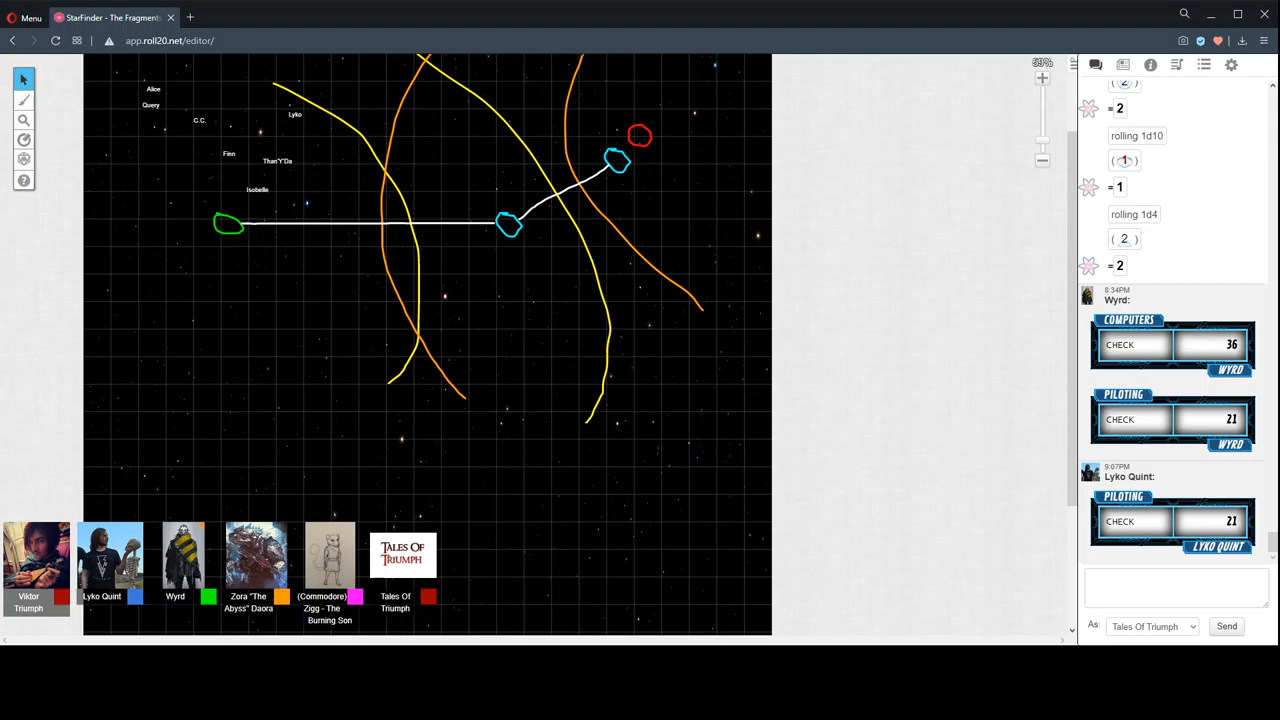 Menu
StarFinder - The Fragments
app.roll20.net/editor/
59%
Alice
Query
C.C.
Lyko
Finn
Than'Y'Da
Isobelle
Viktor
Triumph
Lyko Quint
Wyrd
Zora "The
Abyss" Daora
(Commodore)
Zigg - The
Burning Son
TALES OF
TRIUMPH
Tales Of
Triumph
(2)
= 2
rolling 1d10
(1)
= 1
rolling 1d4
(2)
= 2
8:34PM
Wyrd:
COMPUTERS
CHECK 36
WYRD
PILOTING
CHECK 21
WYRD
9:07PM
Lyko Quint:
PILOTING
CHECK 21
LYKO QUINT
As: Tales Of Triumph Send